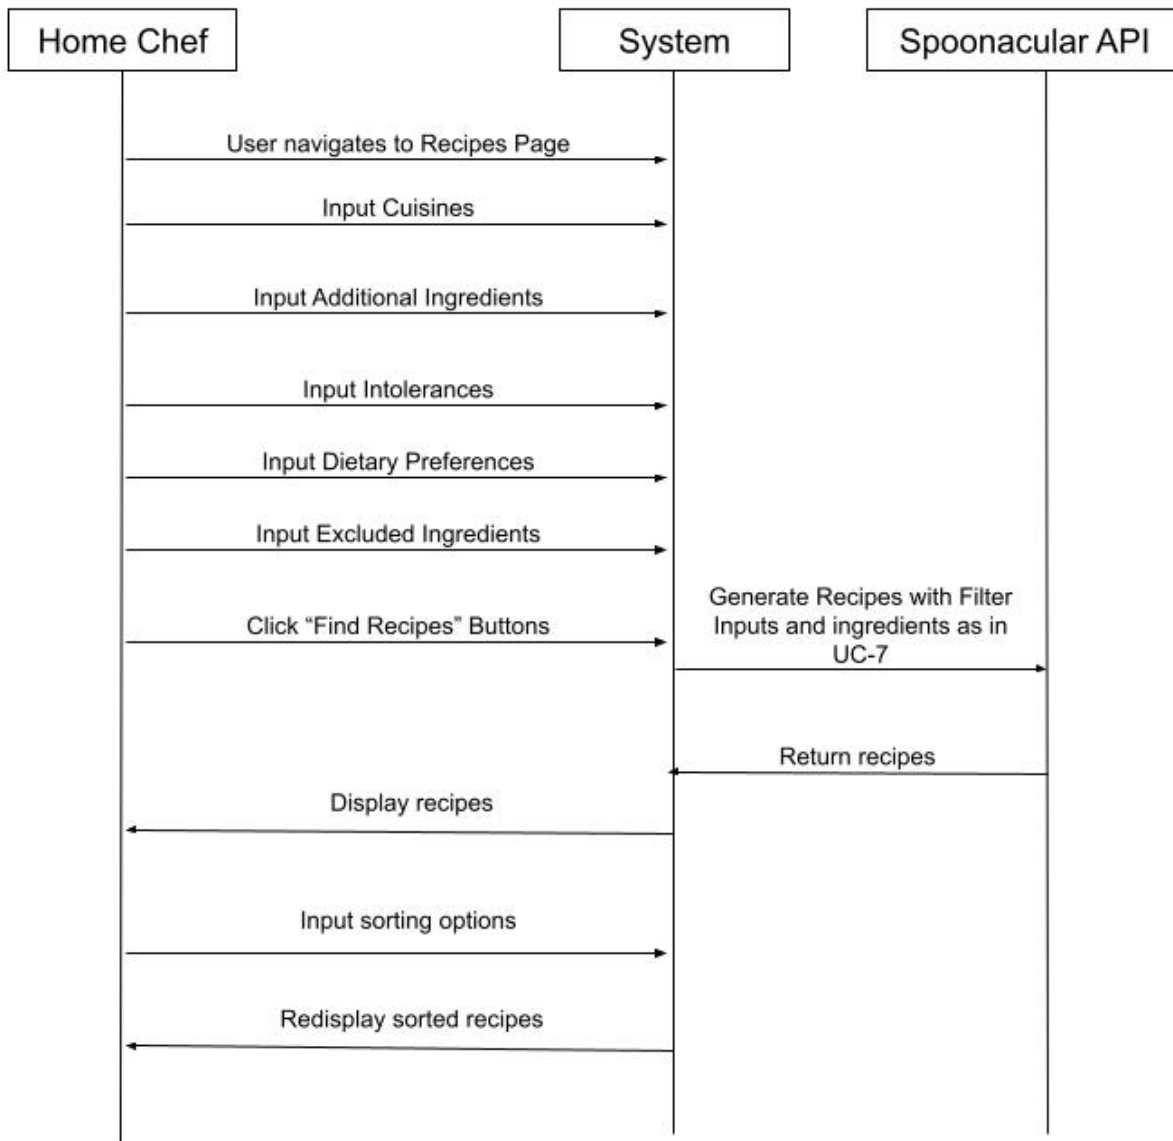 Home Chef
System
Spoonacular API
User navigates to Recipes Page
Input Cuisines
Input Additional Ingredients
Input Intolerances
Input Dietary Preferences
Input Excluded Ingredients
Click “Find Recipes” Buttons
Generate Recipes with Filter
Inputs and ingredients as in
UC-7
Return recipes
Display recipes
Input sorting options
Redisplay sorted recipes